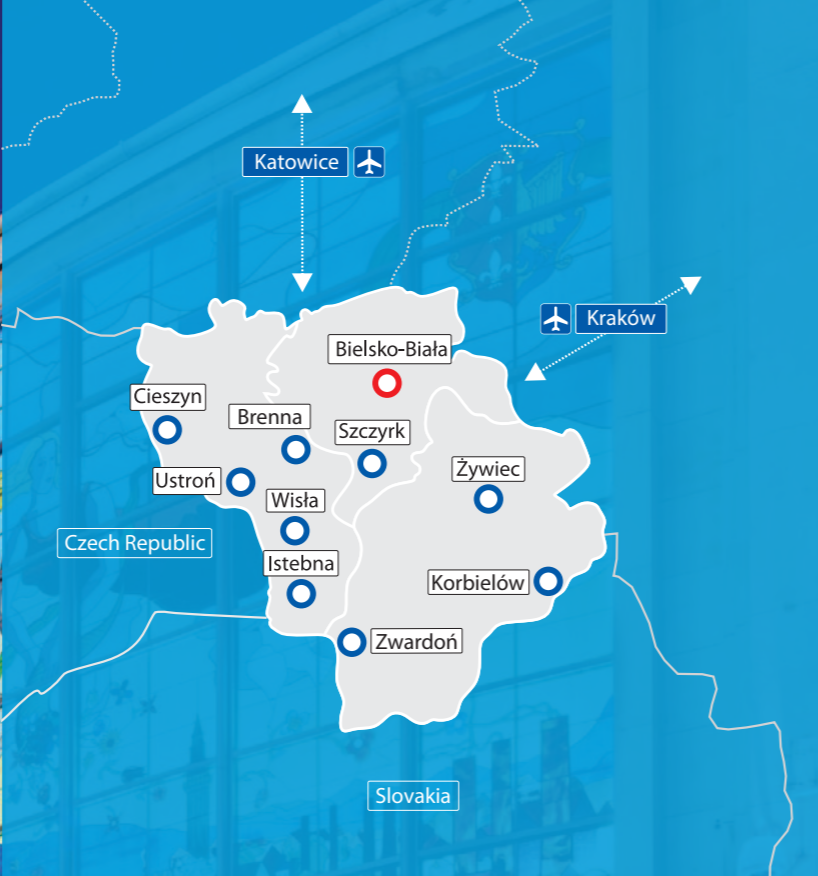 Katowice
Kraków
Bielsko-Biała
Cieszyn
Brenna
Szczyrk
Żywiec
Ustroń
Wisła
Czech Republic
Istebna
Korbielów
Zwardoń
Slovakia